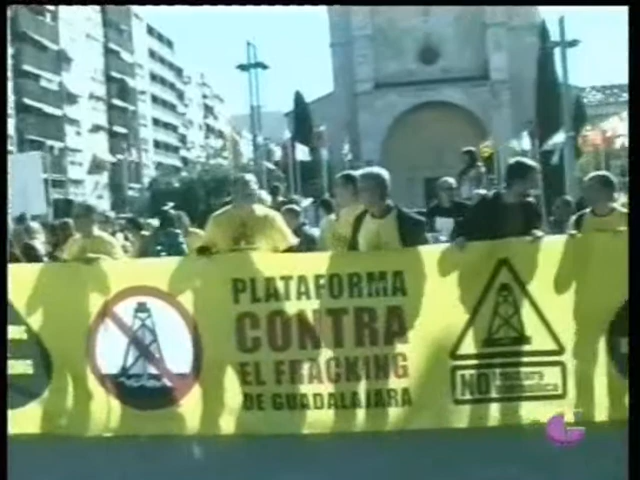 PLATAFORMA
CONTRA
EL FRACKING
DE GUADALAJARA
NO